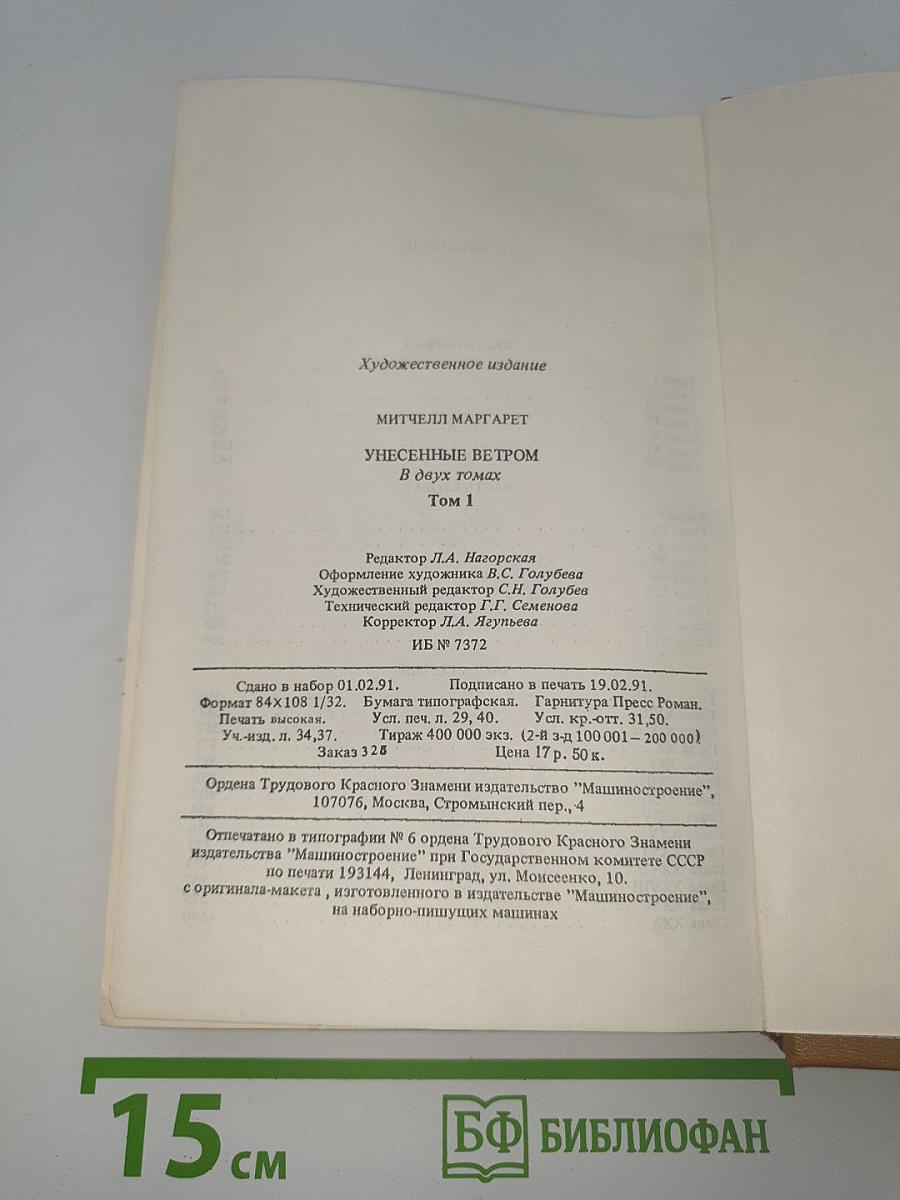 Художественное издание
МИТЧЕЛЛ МАРГАРЕТ
УНЕСЕННЫЕ ВЕТРОМ
В двух томах
Том 1
Редактор Л.А. Нагорская
Оформление художника В.С. Голубева
Художественный редактор С.Н. Голубев
Технический редактор Г.Г. Семенова
Корректор Л.А. Ягупьева
ИБ № 7372
Сдано в набор 01.02.91. Подписано в печать 19.02.91.
Формат 84×108 1/32. Бумага типографская. Гарнитура Пресс Роман.
Печать высокая. Усл. печ. л. 29, 40. Усл. кр.-отт. 31,50.
Уч.-изд. л. 34,37. Тираж 400 000 экз. (2-й з-д 100 001 — 200 000)
Заказ 325 Цена 17 р. 50 к.
Ордена Трудового Красного Знамени издательство "Машиностроение",
107076, Москва, Стромынский пер., 4
Отпечатано в типографии № 6 ордена Трудового Красного Знамени
издательства "Машиностроение" при Государственном комитете СССР
по печати 193144, Ленинград, ул. Моисеенко, 10.
с оригинала-макета , изготовленного в издательстве "Машиностроение",
на наборно-пишущих машинах
15 см
БФ БИБЛИОФАН